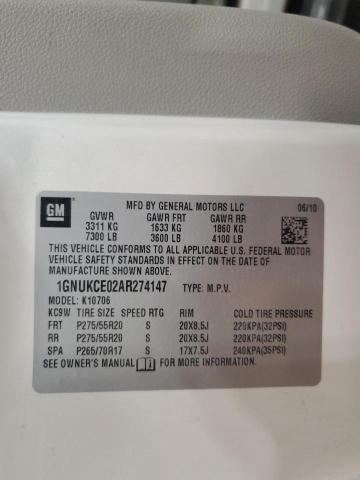 GM
MFD BY GENERAL MOTORS LLC 06/10
GVWR GAWR FRT GAWR RR
3311 KG 1633 KG 1860 KG
7300 LB 3600 LB 4100 LB
THIS VEHICLE CONFORMS TO ALL APPLICABLE U.S. FEDERAL MOTOR
VEHICLE SAFETY STANDARDS IN EFFECT ON THE DATE OF
MANUFACTURE SHOWN ABOVE.
1GNUKCE02AR274147 TYPE: M.P.V.
MODEL: K10706
KC9W TIRE SIZE SPEED RTG RIM COLD TIRE PRESSURE
FRT P275/55R20 S 20X8.5J 220KPA(32PSI)
RR P275/55R20 S 20X8.5J 220KPA(32PSI)
SPA P265/70R17 S 17X7.5J 240KPA(35PSI)
SEE OWNER'S MANUAL FOR MORE INFORMATION.